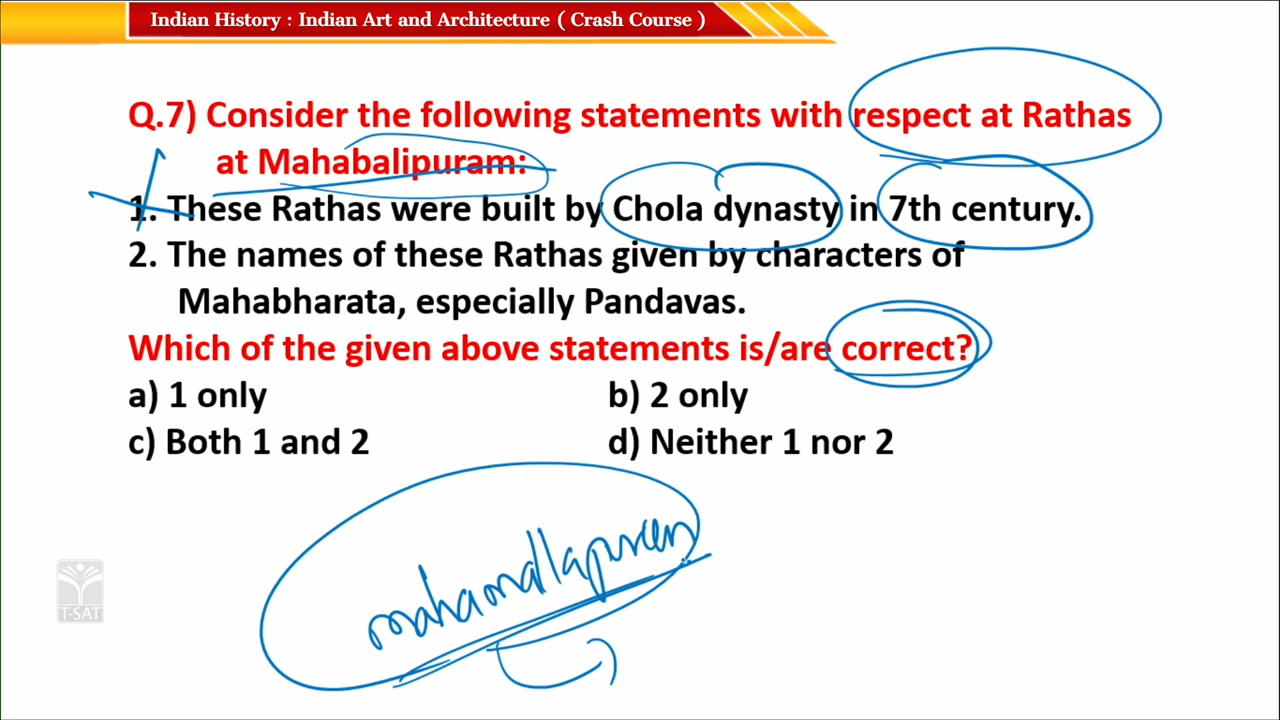 Indian History : Indian Art and Architecture ( Crash Course )
Q.7) Consider the following statements with respect at Rathas
at Mahabalipuram:
1. These Rathas were built by Chola dynasty in 7th century.
2. The names of these Rathas given by characters of
Mahabharata, especially Pandavas.
Which of the given above statements is/are correct?
a) 1 only b) 2 only
c) Both 1 and 2 d) Neither 1 nor 2
mahamallapuram
T-SAT